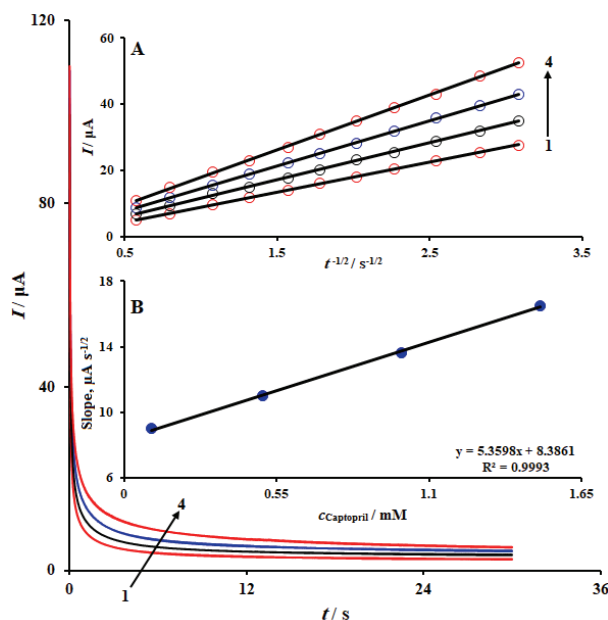 120
80
40
0
I / μA
0
12
24
36
t / s
1
4
A
60
40
20
0
I / μA
0.5
1.5
2.5
3.5
t -1/2 / s-1/2
4
1
B
18
14
10
6
Slope, μA s-1/2
0
0.55
1.1
1.65
cCaptopril / mM
y = 5.3598x + 8.3861
R² = 0.9993